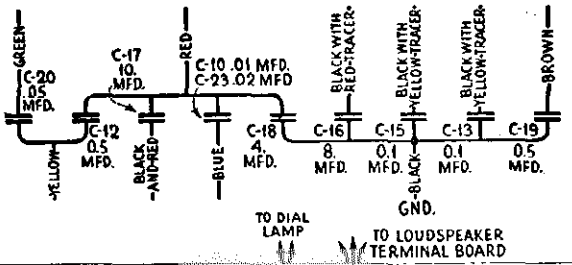 GREEN
C-20
.05
MFD.
YELLOW
C-12
0.5
MFD.
C-17
10.
MFD.
BLACK
AND-RED
RED
C-10 .01 MFD.
C-23 .02 MFD
BLUE
C-18
4.
MFD.
BLACK WITH
RED-TRACER
C-16
8.
MFD.
BLACK WITH
YELLOW-TRACER
C-15
0.1
MFD.
BLACK
GND.
BLACK WITH
YELLOW-TRACER
C-13
0.1
MFD.
BROWN
C-19
0.5
MFD.
TO DIAL
LAMP
TO LOUDSPEAKER
TERMINAL BOARD